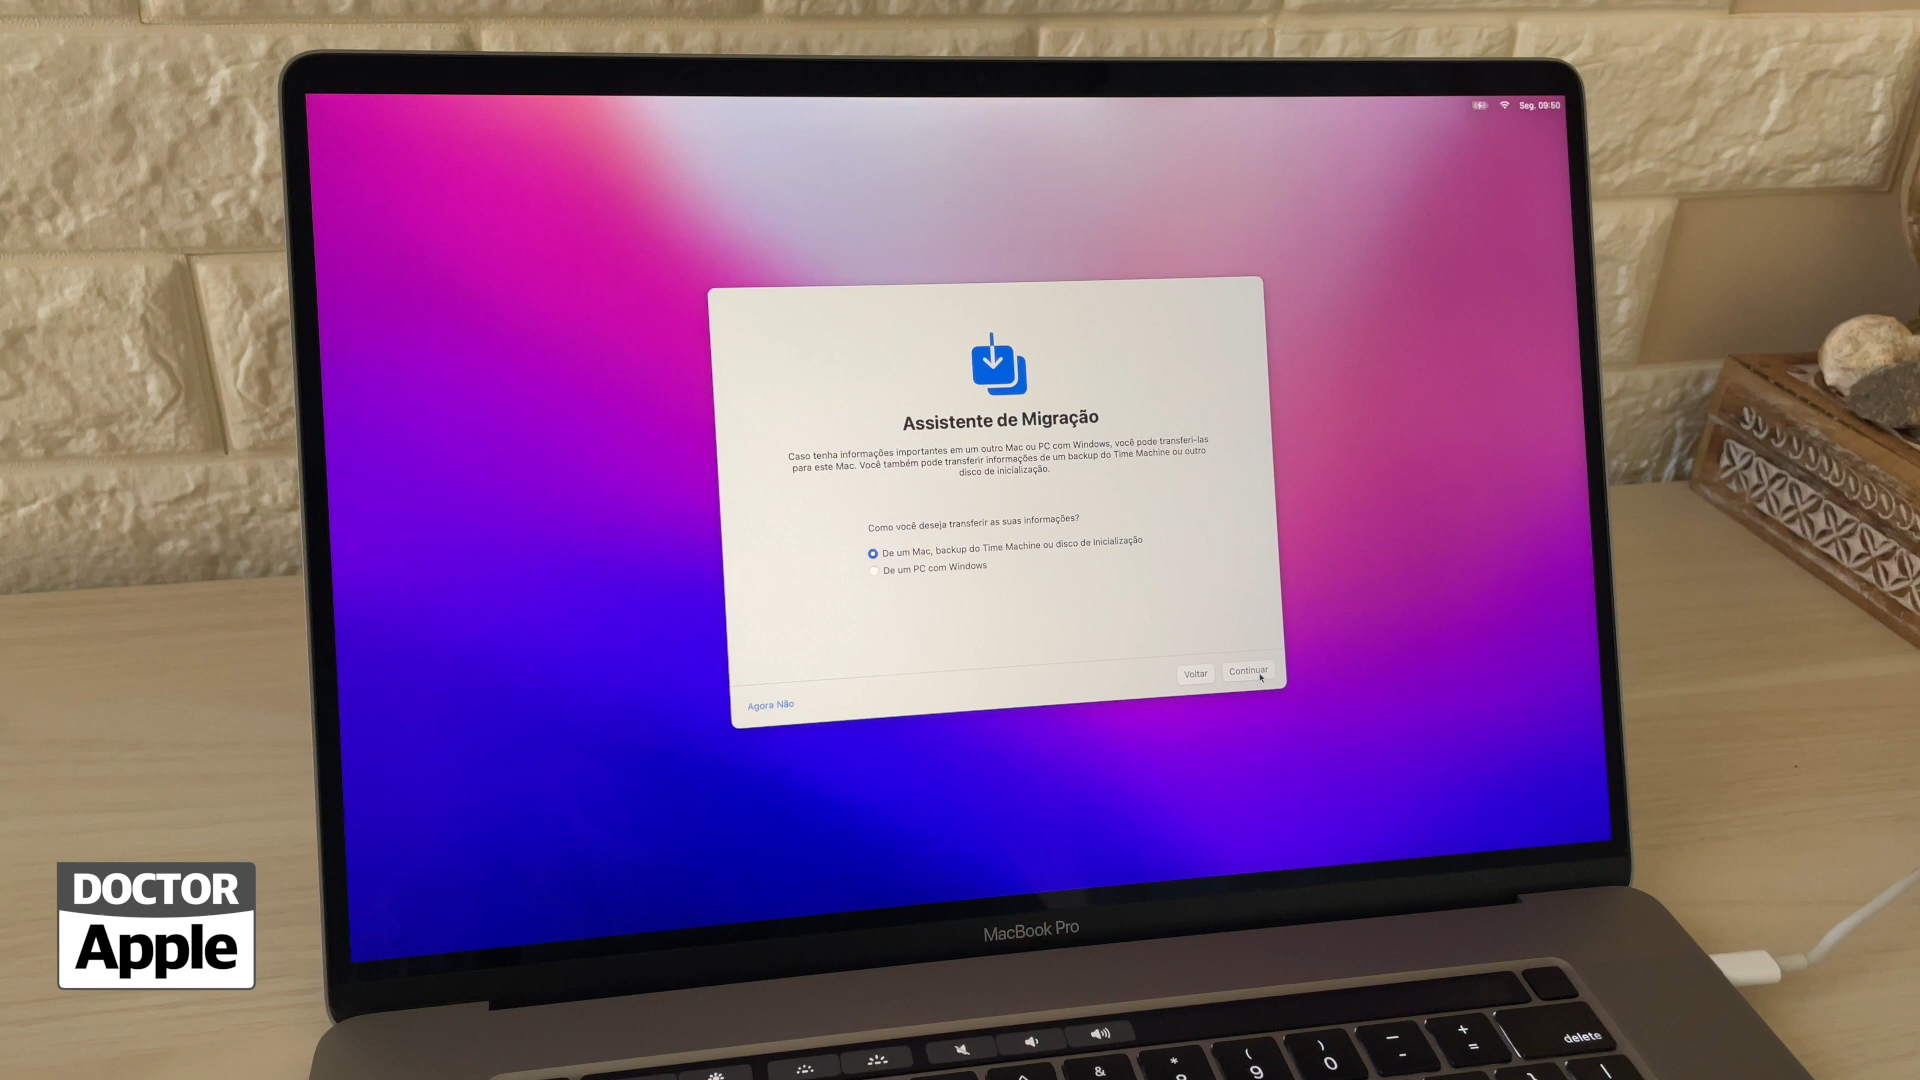 Seg. 09:50
Assistente de Migração
Caso tenha informações importantes em um outro Mac ou PC com Windows, você pode transferi-las
para este Mac. Você também pode transferir informações de um backup do Time Machine ou outro
disco de inicialização.
Como você deseja transferir as suas informações?
De um Mac, backup do Time Machine ou disco de Inicialização
De um PC com Windows
Voltar
Continuar
Agora Não
MacBook Pro
DOCTOR
Apple
* ( ) — +
& 9 0 - = delete